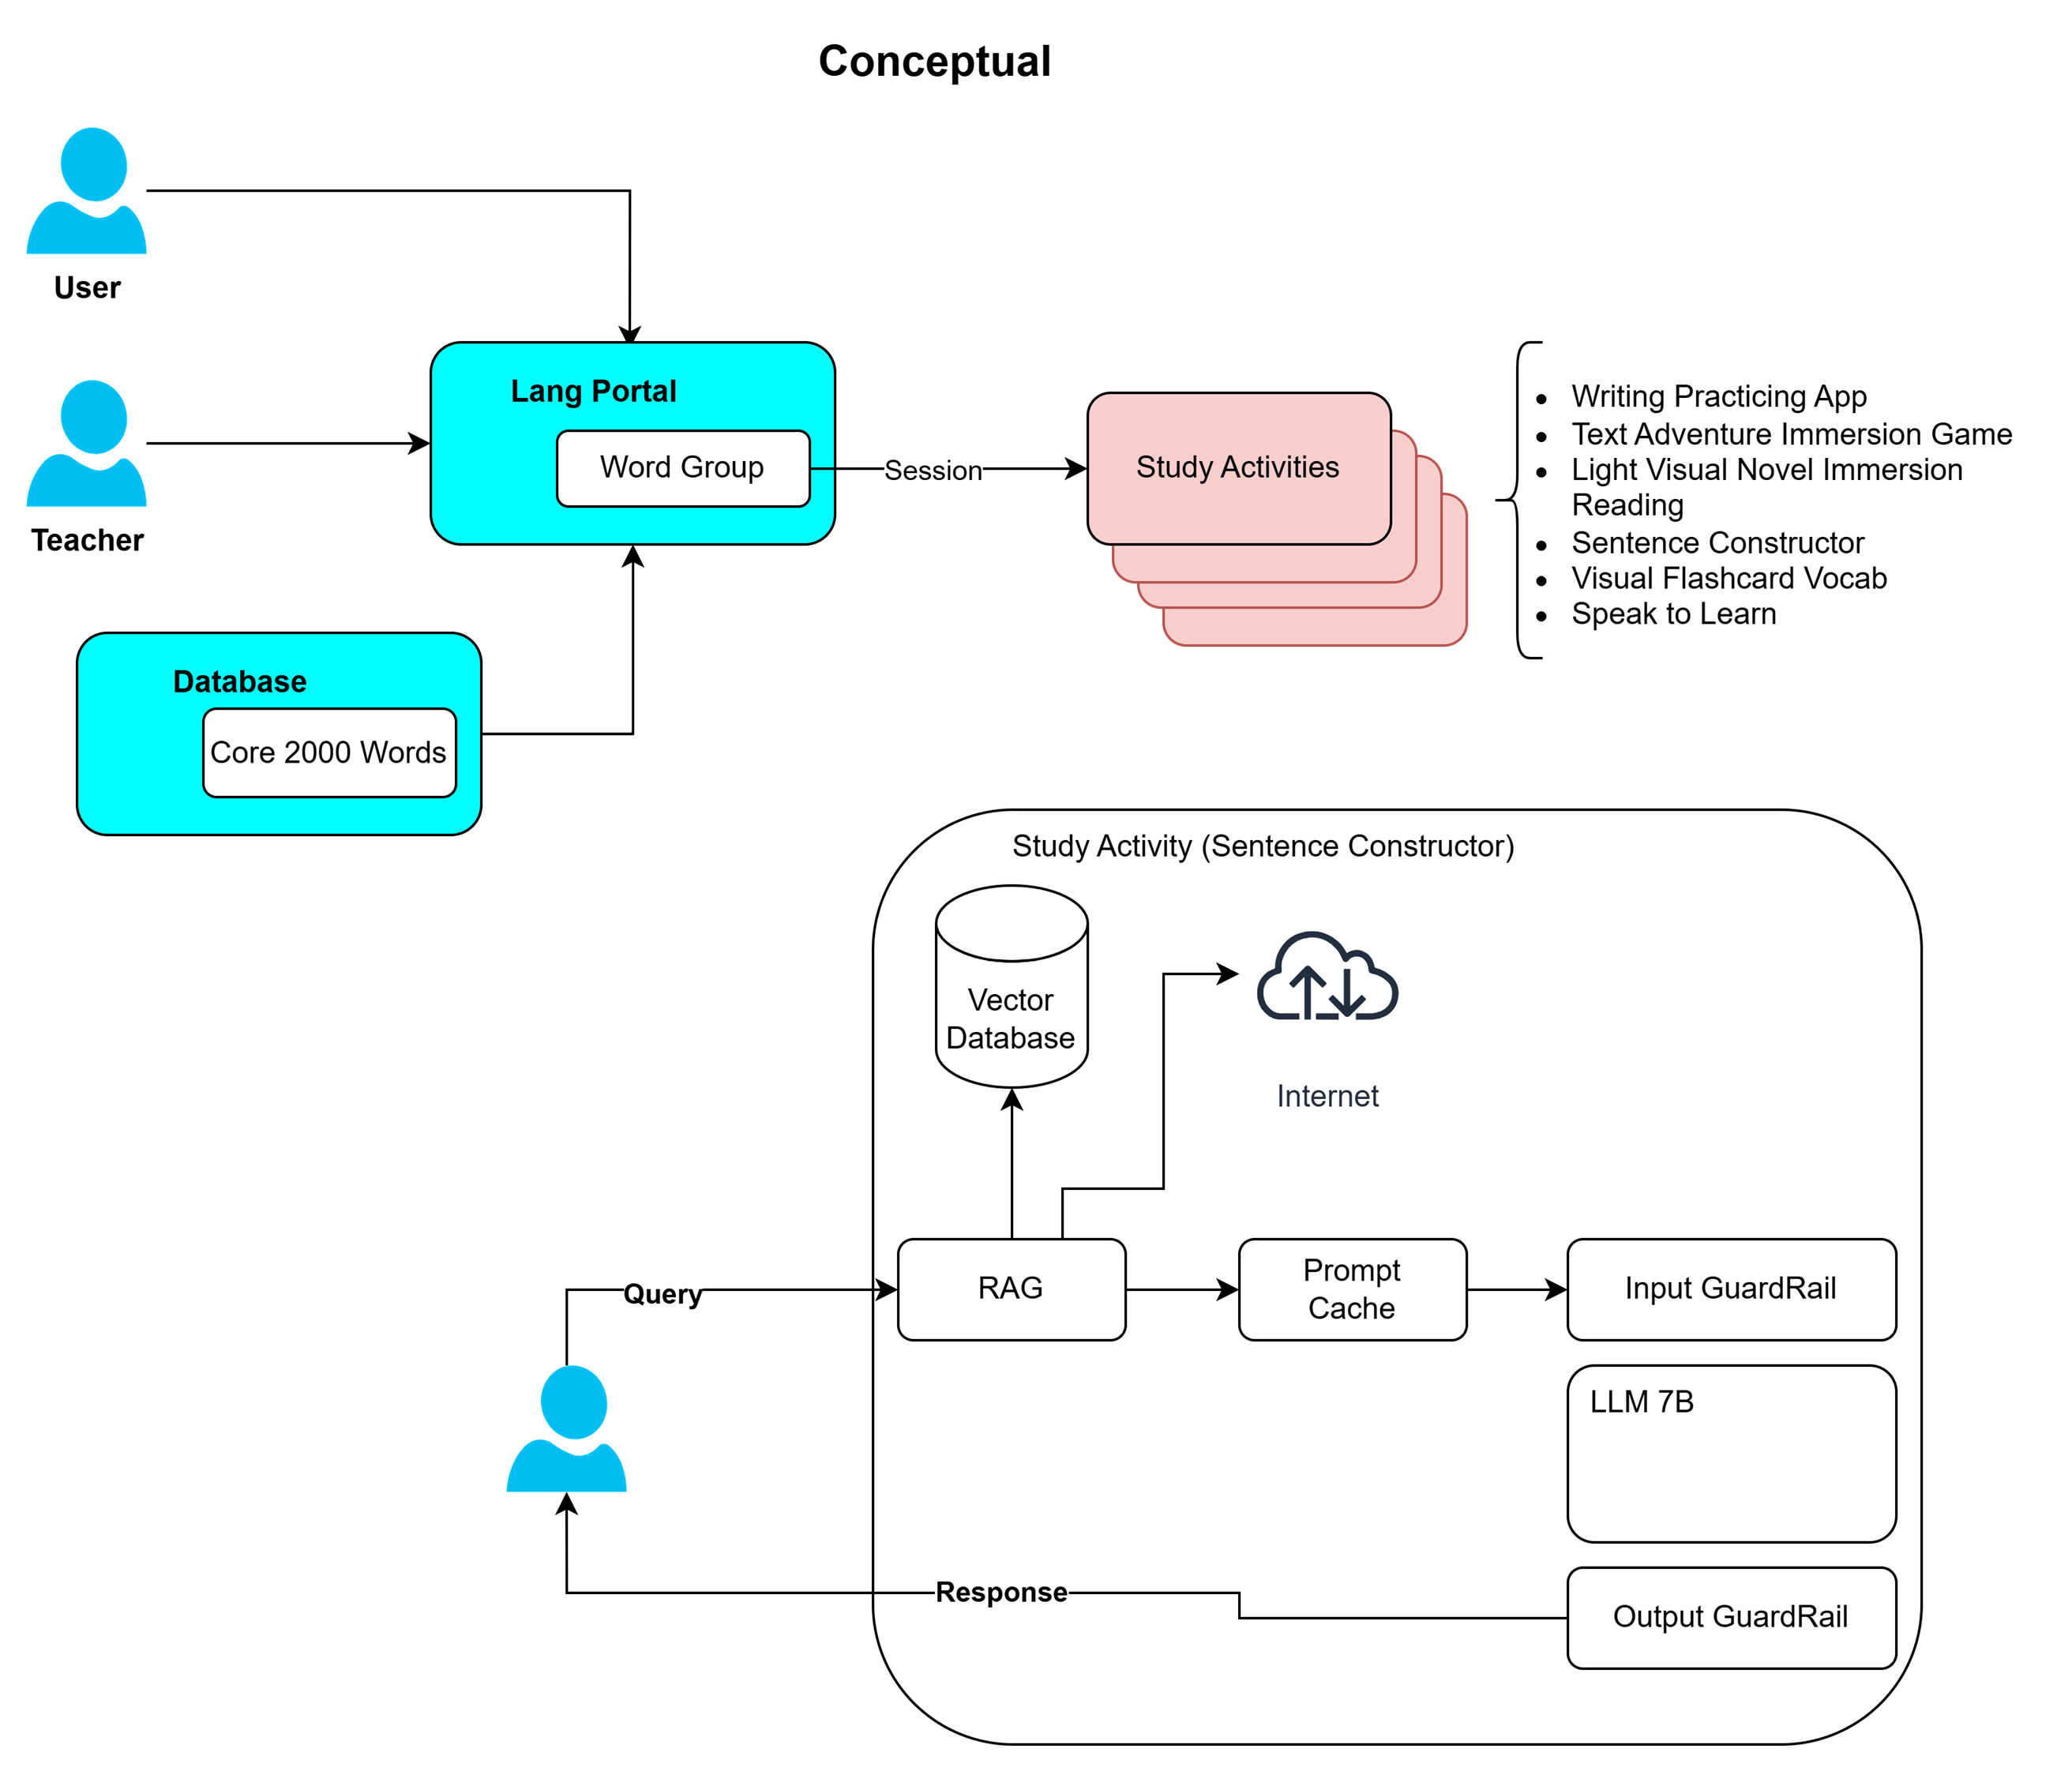 Conceptual
User
Teacher
Lang Portal
Word Group
Session
Study Activities
Writing Practicing App
Text Adventure Immersion Game
Light Visual Novel Immersion
Reading
Sentence Constructor
Visual Flashcard Vocab
Speak to Learn
Database
Core 2000 Words
Study Activity (Sentence Constructor)
Vector
Database
Internet
Query
RAG
Prompt
Cache
Input GuardRail
LLM 7B
Response
Output GuardRail